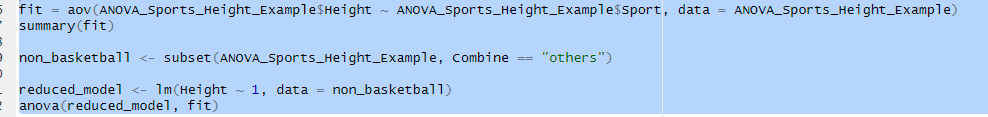 fit = aov(ANOVA_Sports_Height_Example$Height ~ ANOVA_Sports_Height_Example$Sport, data = ANOVA_Sports_Height_Example)
summary(fit)
non_basketball <- subset(ANOVA_Sports_Height_Example, Combine == "others")
reduced_model <- lm(Height ~ 1, data = non_basketball)
anova(reduced_model, fit)